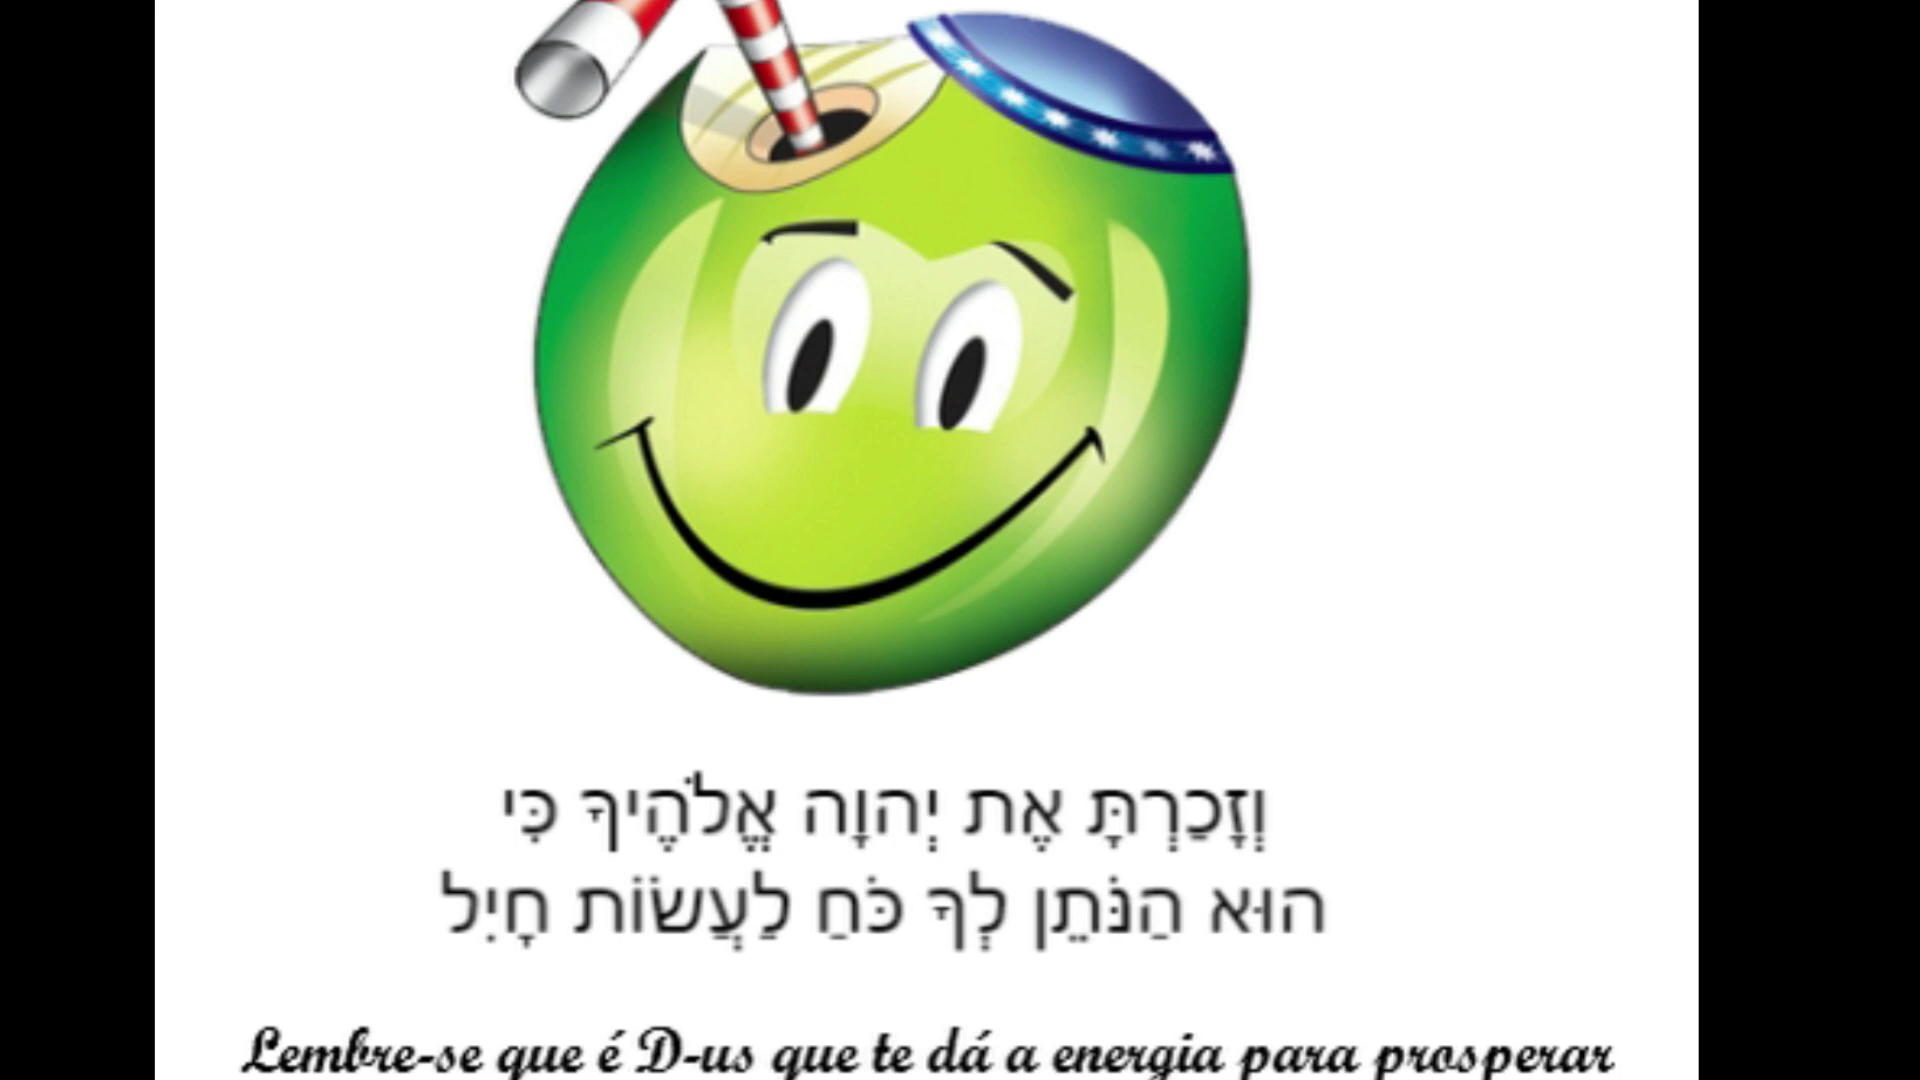 וְזָכַרְתָּ אֶת יְהוָה אֱלֹהֶיךָ כִּי
הוּא הַנֹּתֵן לְךָ כֹּחַ לַעֲשׂוֹת חָיִל
Lembre-se que é D-us que te dá a energia para prosperar